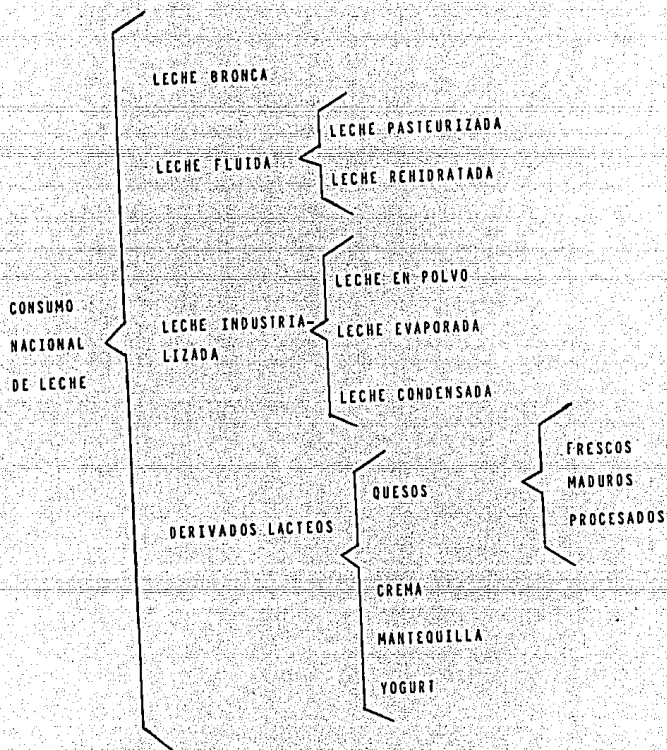 CONSUMO
NACIONAL
DE LECHE
LECHE BRONCA
LECHE FLUIDA
LECHE PASTEURIZADA
LECHE REHIDRATADA
LECHE INDUSTRIA-
LIZADA
LECHE EN POLVO
LECHE EVAPORADA
LECHE CONDENSADA
DERIVADOS LACTEOS
QUESOS
FRESCOS
MADUROS
PROCESADOS
CREMA
MANTEQUILLA
YOGURT